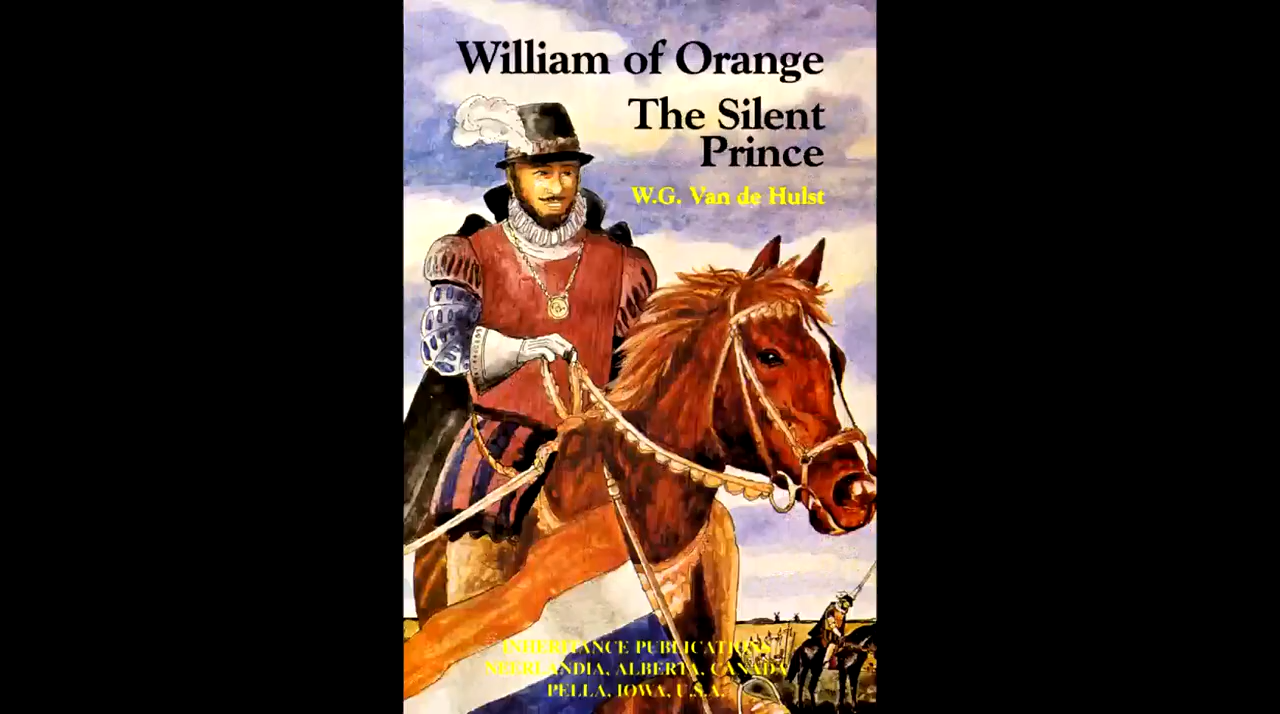 William of Orange
The Silent
Prince
W.G. Van de Hulst
INHERITANCE PUBLICATIONS
NEERLANDIA, ALBERTA, CANADA
PELLA, IOWA, U.S.A.